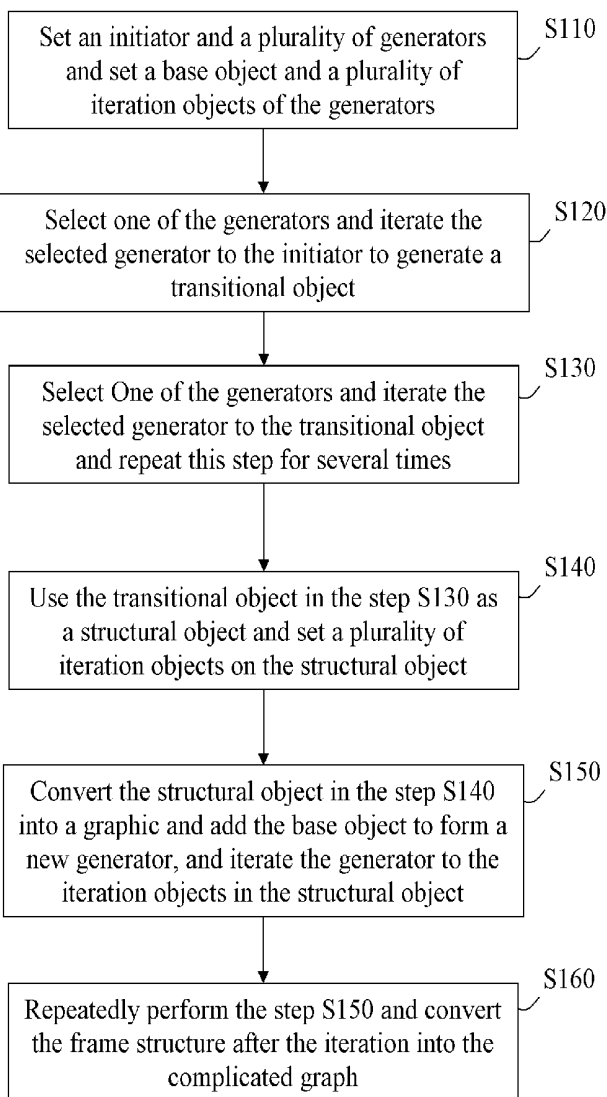 S110
Set an initiator and a plurality of generators
and set a base object and a plurality of
iteration objects of the generators
S120
Select one of the generators and iterate the
selected generator to the initiator to generate a
transitional object
S130
Select One of the generators and iterate the
selected generator to the transitional object
and repeat this step for several times
S140
Use the transitional object in the step S130 as
a structural object and set a plurality of
iteration objects on the structural object
S150
Convert the structural object in the step S140
into a graphic and add the base object to form a
new generator, and iterate the generator to the
iteration objects in the structural object
S160
Repeatedly perform the step S150 and convert
the frame structure after the iteration into the
complicated graph